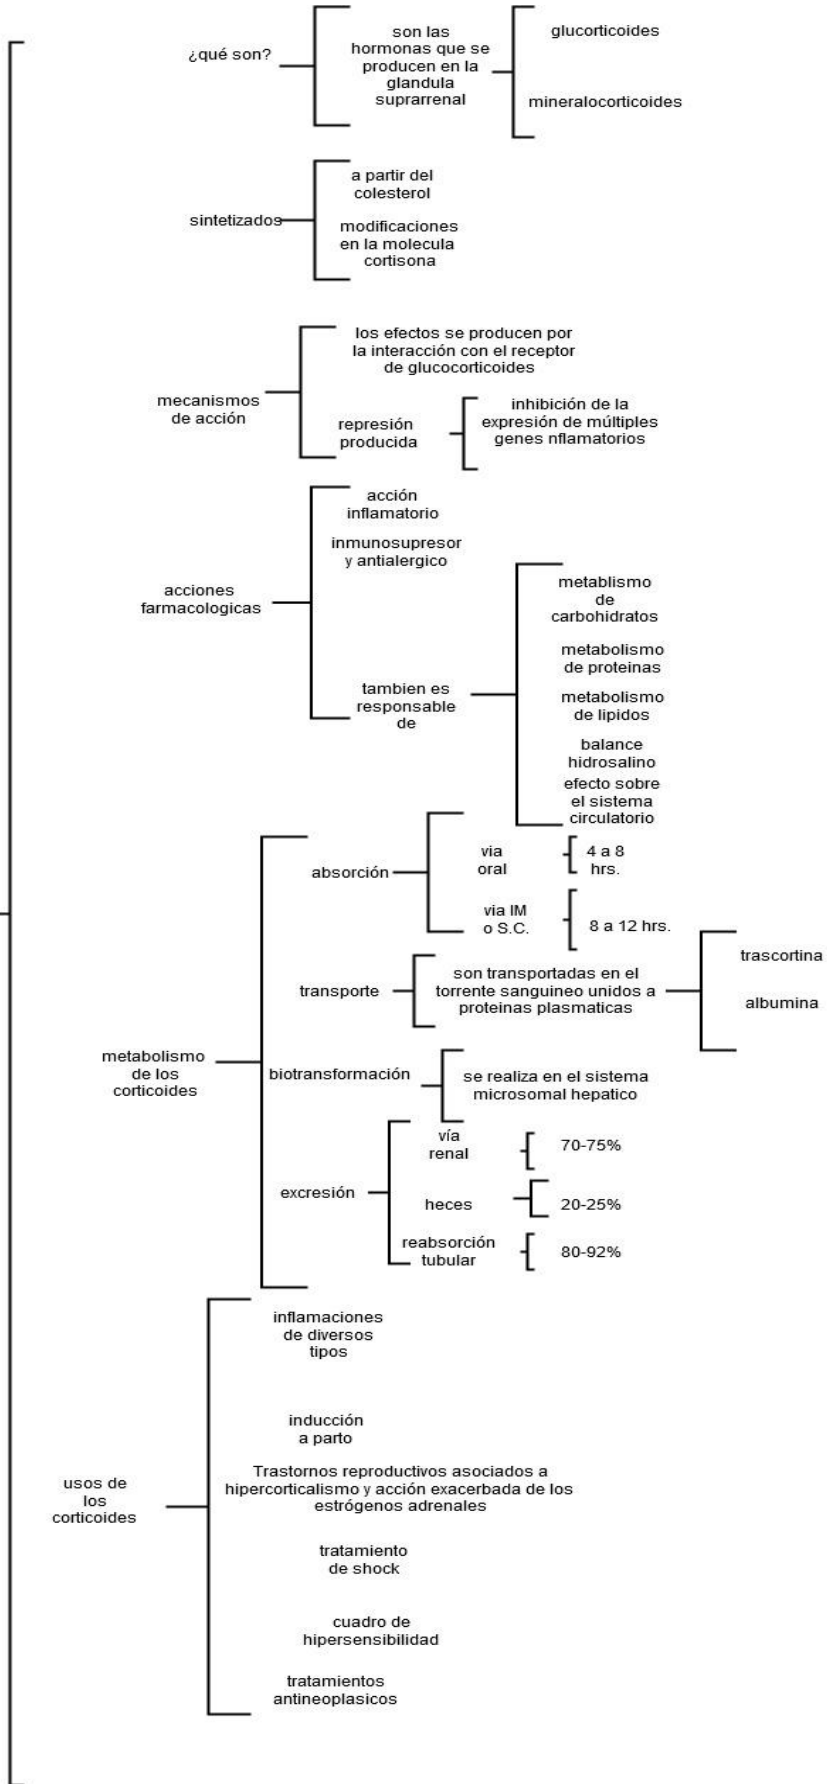 ¿qué son?
son las
hormonas que se
producen en la
glandula
suprarrenal
glucorticoides
mineralocorticoides
sintetizados
a partir del
colesterol
modificaciones
en la molecula
cortisona
mecanismos
de acción
los efectos se producen por
la interacción con el receptor
de glucocorticoides
represión
producida
inhibición de la
expresión de múltiples
genes nflamatorios
acciones
farmacologicas
acción
inflamatorio
inmunosupresor
y antialergico
tambien es
responsable
de
metablismo
de
carbohidratos
metabolismo
de proteinas
metabolismo
de lipidos
balance
hidrosalino
efecto sobre
el sistema
circulatorio
metabolismo
de los
corticoides
absorción
via
oral
4 a 8
hrs.
via IM
o S.C.
8 a 12 hrs.
transporte
son transportadas en el
torrente sanguineo unidos a
proteinas plasmaticas
trascortina
albumina
biotransformación
se realiza en el sistema
microsomal hepatico
excresión
vía
renal
70-75%
heces
20-25%
reabsorción
tubular
80-92%
usos de
los
corticoides
inflamaciones
de diversos
tipos
inducción
a parto
Trastornos reproductivos asociados a
hipercorticalismo y acción exacerbada de los
estrógenos adrenales
tratamiento
de shock
cuadro de
hipersensibilidad
tratamientos
antineoplasicos